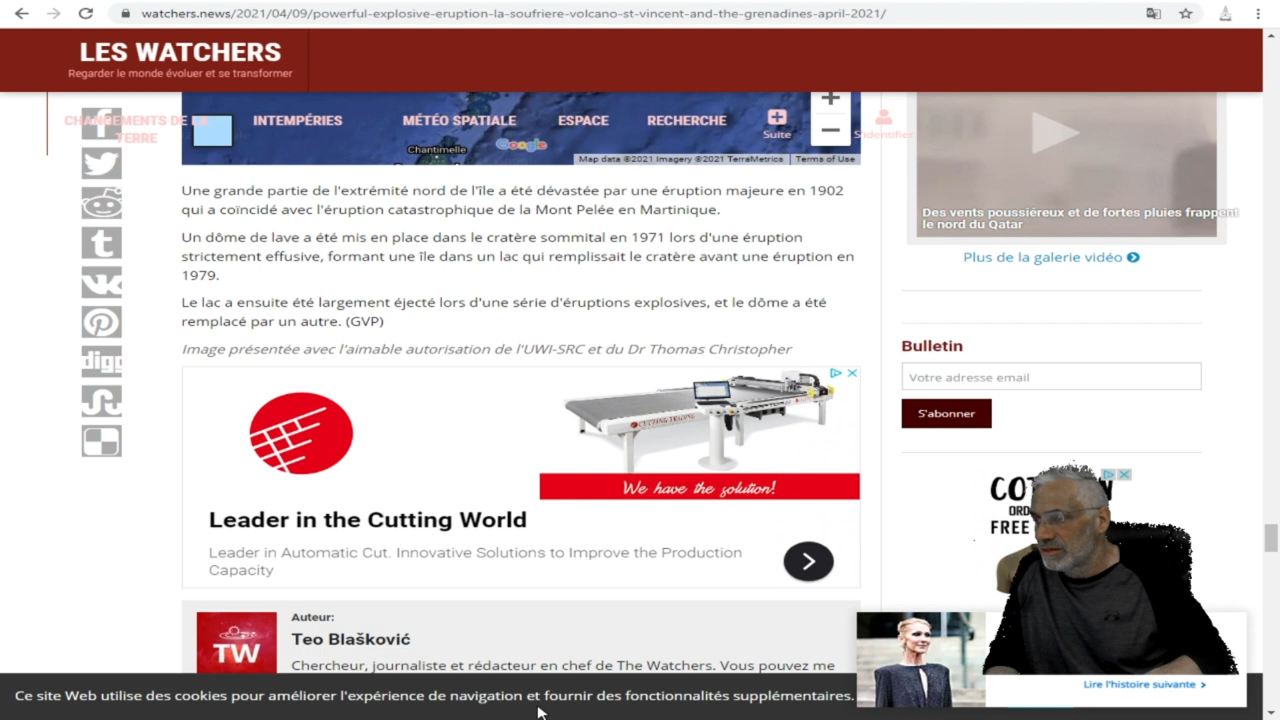 watchers.news/2021/04/09/powerful-explosive-eruption-la-soufriere-volcano-st-vincent-and-the-grenadines-april-2021/
LES WATCHERS
Regarder le monde évoluer et se transformer
CHANGEMENTS DE LA
TERRE
INTEMPÉRIES
MÉTÉO SPATIALE
ESPACE
RECHERCHE
Suite
S'identifier
Chantimelle
Google
Map data ©2021 Imagery ©2021 TerraMetrics
Terms of Use
Une grande partie de l'extrémité nord de l'île a été dévastée par une éruption majeure en 1902
qui a coïncidé avec l'éruption catastrophique de la Mont Pelée en Martinique.
Un dôme de lave a été mis en place dans le cratère sommital en 1971 lors d'une éruption
strictement effusive, formant une île dans un lac qui remplissait le cratère avant une éruption en
1979.
Le lac a ensuite été largement éjecté lors d'une série d'éruptions explosives, et le dôme a été
remplacé par un autre. (GVP)
Image présentée avec l'aimable autorisation de l'UWI-SRC et du Dr Thomas Christopher
digg
CUTTING TRADING
We have the solution!
Leader in the Cutting World
Leader in Automatic Cut. Innovative Solutions to Improve the Production
Capacity
TW
Auteur:
Teo Blašković
Chercheur, journaliste et rédacteur en chef de The Watchers. Vous pouvez me
Des vents poussiéreux et de fortes pluies frappent
le nord du Qatar
Plus de la galerie vidéo
Bulletin
Votre adresse email
S'abonner
FREE
Lire l'histoire suivante
Ce site Web utilise des cookies pour améliorer l'expérience de navigation et fournir des fonctionnalités supplémentaires.